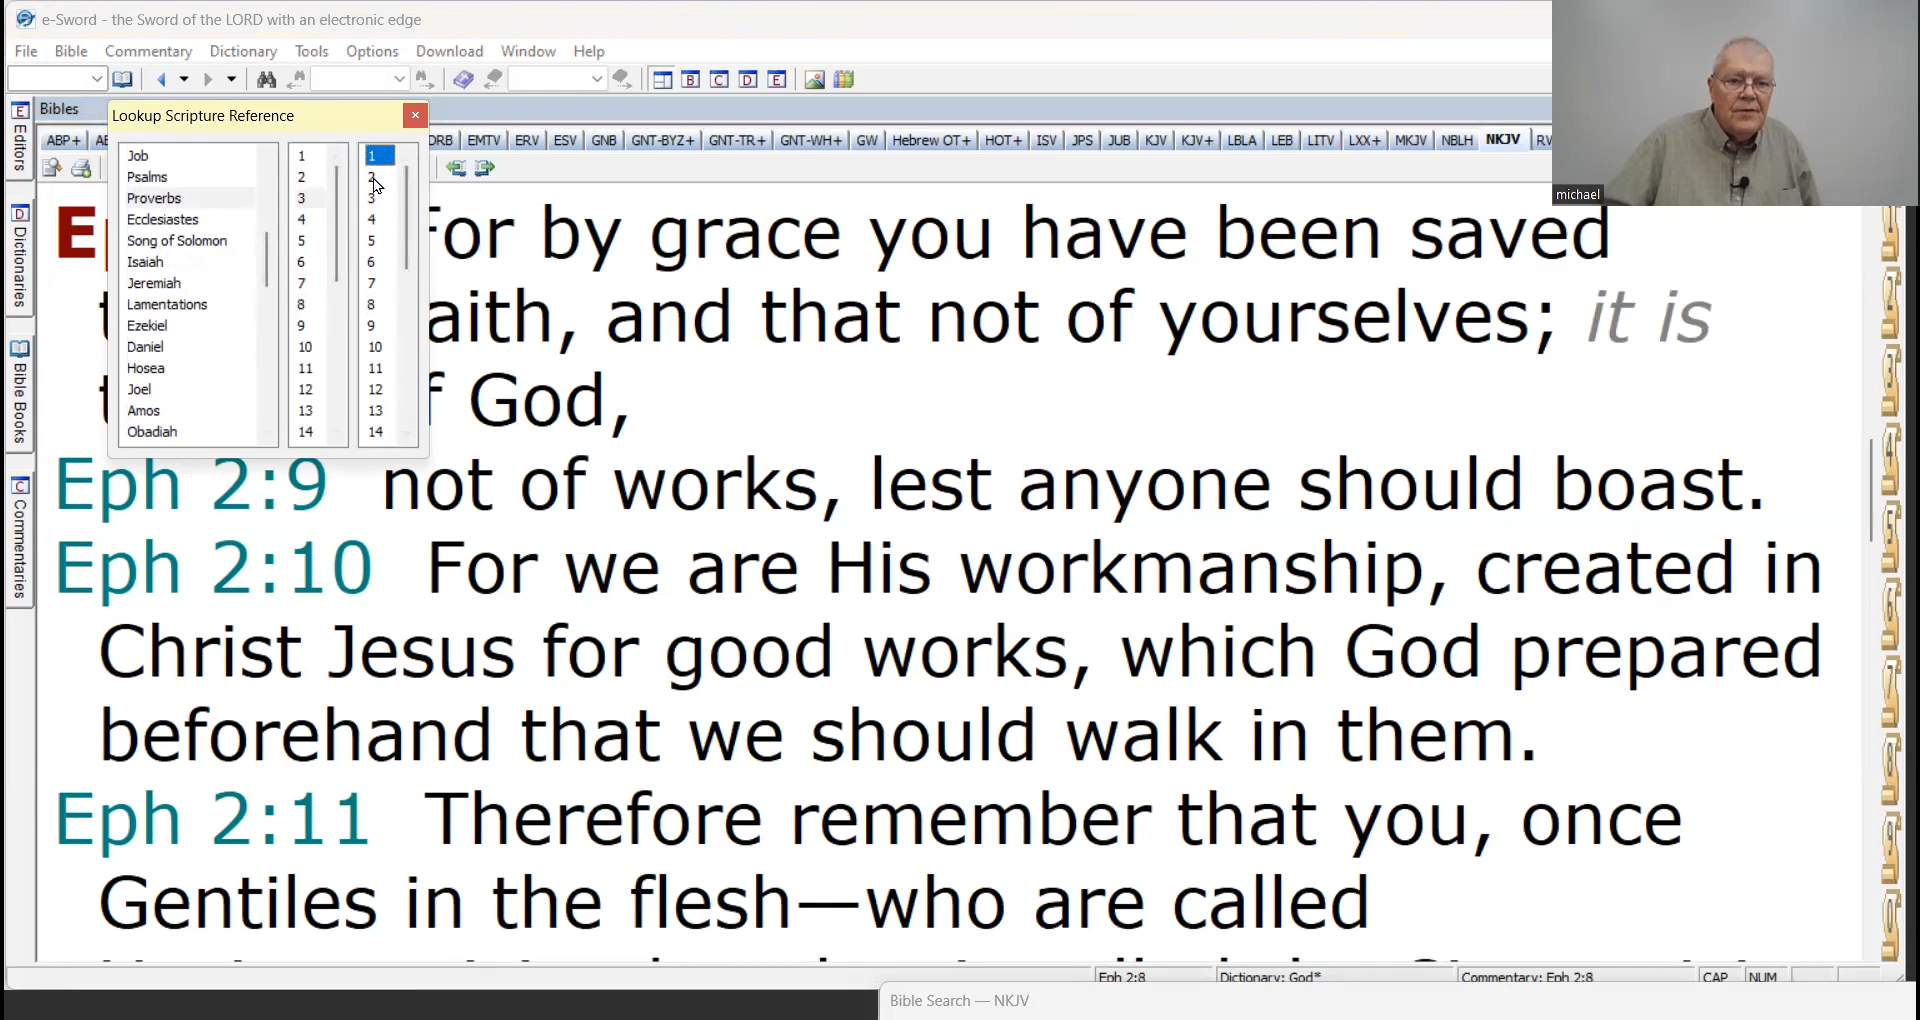 e-Sword - the Sword of the LORD with an electronic edge
File Bible Commentary Dictionary Tools Options Download Window Help
B C D E
Bibles
Lookup Scripture Reference
ABP+ ORB EMTV ERV ESV GNB GNT-BYZ+ GNT-TR+ GNT-WH+ GW Hebrew OT+ HOT+ ISV JPS JUB KJV KJV+ LBLA LEB LITV LXX+ MKJV NBLH NKJV
E Editors
D Dictionaries
Bible Books
C Commentaries
Job 1 1
Psalms 2 2
Proverbs 3 3
Ecclesiastes 4 4
Song of Solomon 5 5
Isaiah 6 6
Jeremiah 7 7
Lamentations 8 8
Ezekiel 9 9
Daniel 10 10
Hosea 11 11
Joel 12 12
Amos 13 13
Obadiah 14 14
michael
For by grace you have been saved
faith, and that not of yourselves; it is
of God,
Eph 2:9 not of works, lest anyone should boast.
Eph 2:10 For we are His workmanship, created in
Christ Jesus for good works, which God prepared
beforehand that we should walk in them.
Eph 2:11 Therefore remember that you, once
Gentiles in the flesh—who are called
Eph 2:8 Dictionary: God* Commentary: Eph 2:8 CAP NUM
Bible Search — NKJV